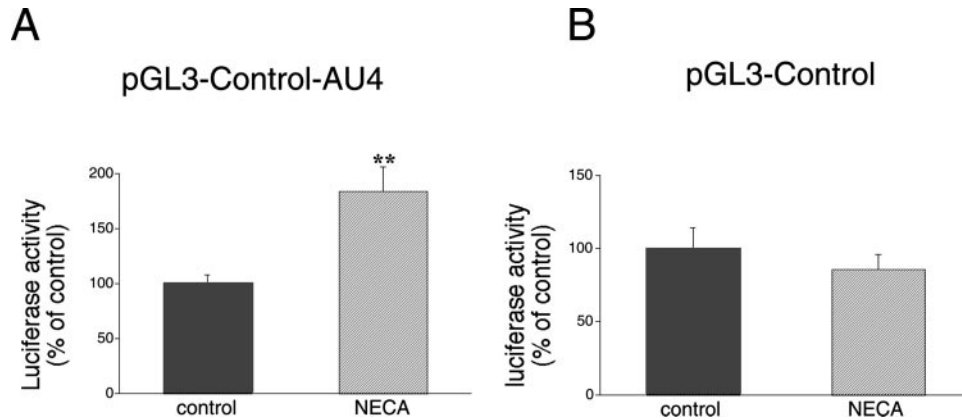 A
pGL3-Control-AU4
Luciferase activity
(% of control)
200
150
100
50
0
**
control
NECA
B
pGL3-Control
luciferase activity
(% of control)
150
100
50
0
control
NECA